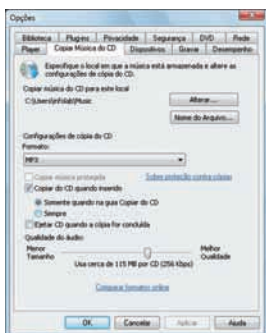 Opções
Biblioteca Plug-ins Privacidade Segurança DVD Rede
Player Copiar Música do CD Dispositivos Gravar Desempenho
Especifique o local em que a música está armazenada e altere as
configurações de cópia do CD.
Copiar música do CD para este local
C:\Users\infolab\Music
Alterar...
Nome do Arquivo...
Configurações de cópia do CD
Formato:
MP3
Copiar música protegida Sobre proteção contra cópias
Copiar do CD quando inserido
Somente quando na guia Copiar do CD
Sempre
Ejetar CD quando a cópia for concluída
Qualidade do áudio:
Menor Melhor
Tamanho Qualidade
Usa cerca de 115 MB por CD (256 Kbps)
Comparar formatos online
OK Cancelar Aplicar Ajuda